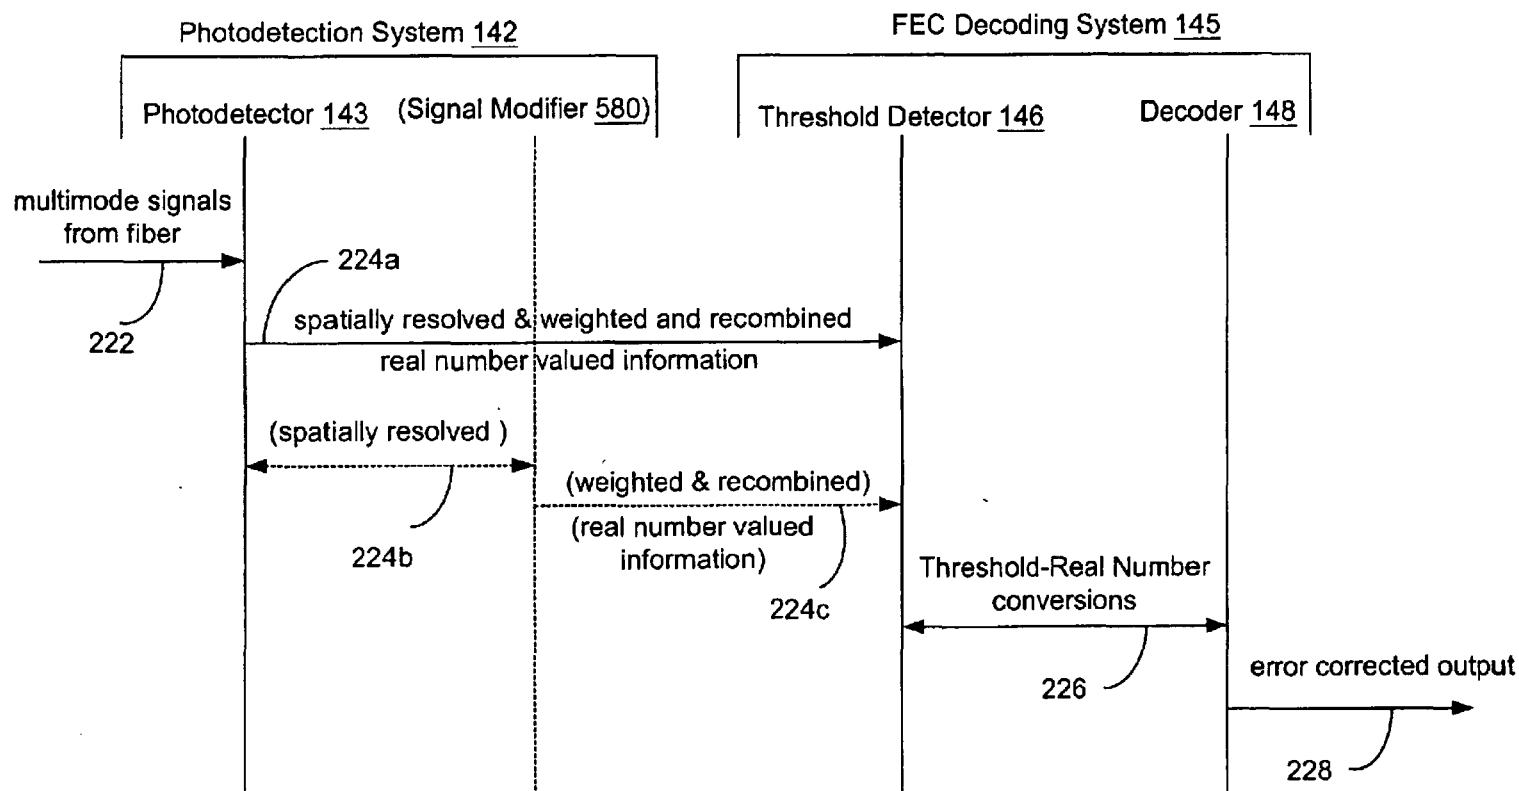 Photodetection System 142
FEC Decoding System 145
Photodetector 143
(Signal Modifier 580)
Threshold Detector 146
Decoder 148
multimode signals
from fiber
222
224a
spatially resolved & weighted and recombined
real number valued information
(spatially resolved )
224b
(weighted & recombined)
(real number valued
information)
224c
Threshold-Real Number
conversions
226
error corrected output
228